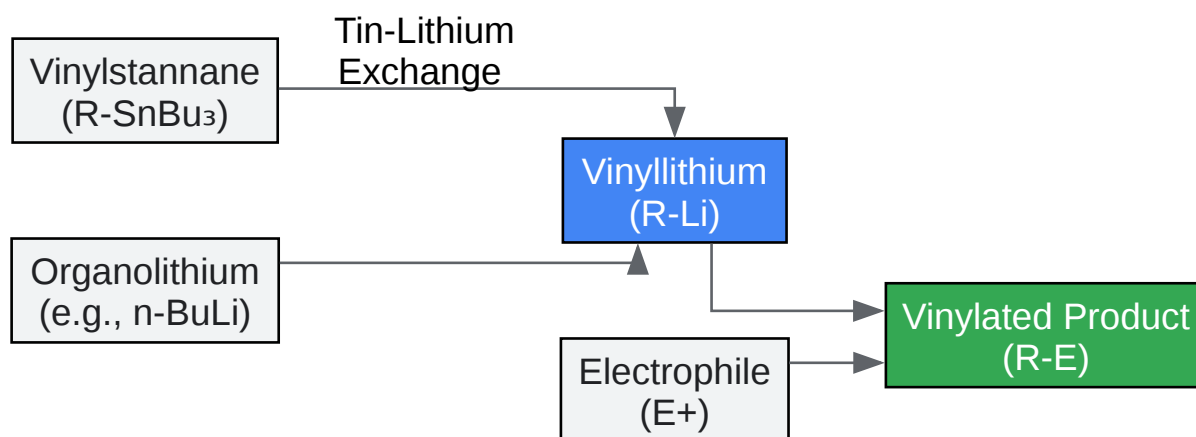 Tin-Lithium
Exchange
Vinylstannane
(R-SnBu₃)
Vinyllithium
(R-Li)
Organolithium
(e.g., n-BuLi)
Vinylated Product
(R-E)
Electrophile
(E+)